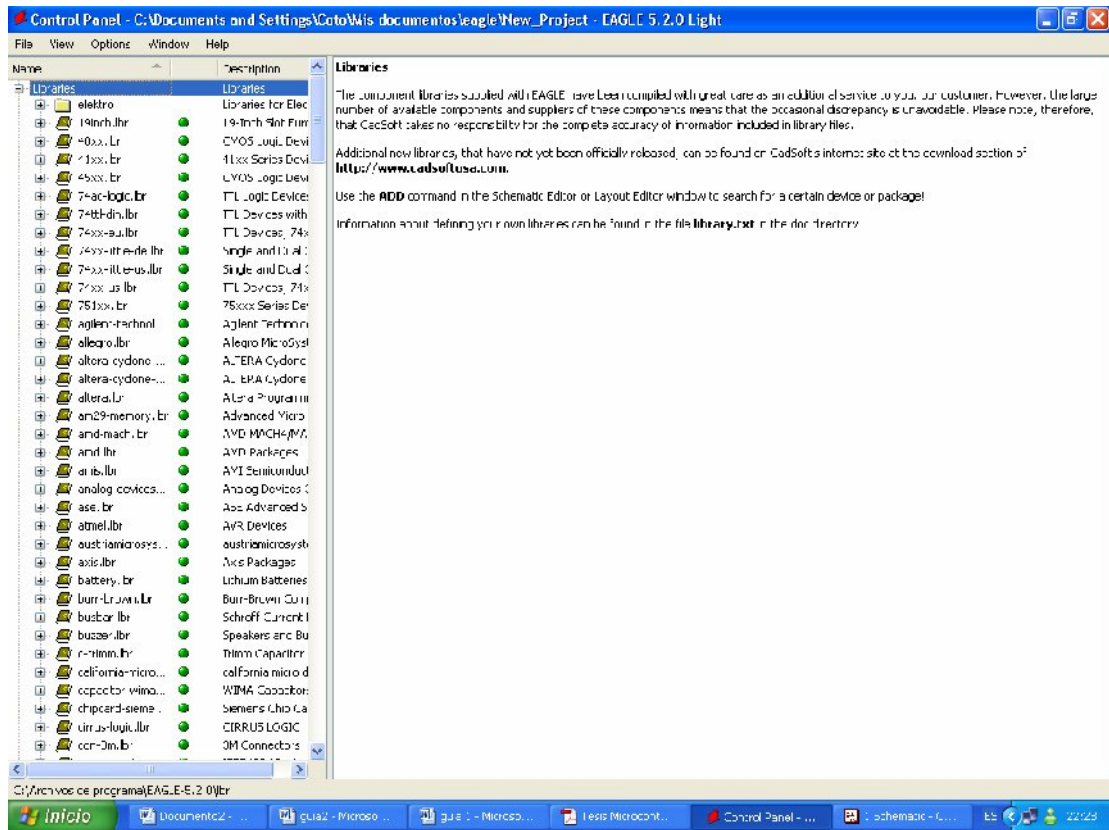 Control Panel - C:\Documents and Settings\Coto\Mis documentos\eagle\New_Project - EAGLE 5.2.0 Light
File View Options Window Help
Name Description
Libraries Libraries
elektro Libraries for Elec
19inch.lbr 19-Inch Slot Euro
40xx.lbr CMOS Logic Devi
41xx.lbr 41xx Series Devi
45xx.lbr CMOS Logic Devi
74ac-logic.lbr TTL Logic Devices
74ttl-din.lbr TTL Devices with
74xx-eu.lbr TTL Devices, 74x
74xx-little-de.lbr Single and Dual
74xx-little-us.lbr Single and Dual
74xx-us.lbr TTL Devices, 74x
751xx.lbr 75xxx Series De
agilent-technol Agilent Technolo
allegro.lbr Allegro MicroSyst
altera-cyclone-... ALTERA Cyclone
altera-cyclone-... ALTERA Cyclone
altera.lbr Altera Programm
am29-memory.lbr Advanced Micro
amd-mach.lbr AMD MACH4/MA
amd.lbr AMD Packages
amis.lbr AMI Semiconduct
analog-devices... Analog Devices
ase.lbr ASE Advanced S
atmel.lbr AVR Devices
austriamicrosys... austriamicrosyst
axis.lbr Axis Packages
battery.lbr Lithium Batteries
burr-brown.lbr Burr-Brown Com
busbar.lbr Schroff Current
buzzer.lbr Speakers and Bu
c-trimm.lbr Trimm Capacitor
california-micro... california micro d
capacitor-wima... WIMA Capacitors
chipcard-sieme... Siemens Chip Ca
cirrus-logic.lbr CIRRUS LOGIC
con-3m.lbr 3M Connectors
Libraries
The component libraries supplied with EAGLE have been compiled with great care as an additional service to you, our customer. However, the large
number of available components and suppliers of these components means that the occasional discrepancy is unavoidable. Please note, therefore,
that CadSoft takes no responsibility for the complete accuracy of information included in library files.
Additional new libraries, that have not yet been officially released, can be found on CadSoft's internet site at the download section of
http://www.cadsoftusa.com.
Use the ADD command in the Schematic Editor or Layout Editor window to search for a certain device or package!
Information about defining your own libraries can be found in the file library.txt in the doc directory
C:\Archivos de programa\EAGLE-5.2.0\lbr
Inicio Documento2 - ... guia2 - Microso... guia - Microso... Tesis Microcont... Control Panel - ... 1 Schematic - C... ES 22:23